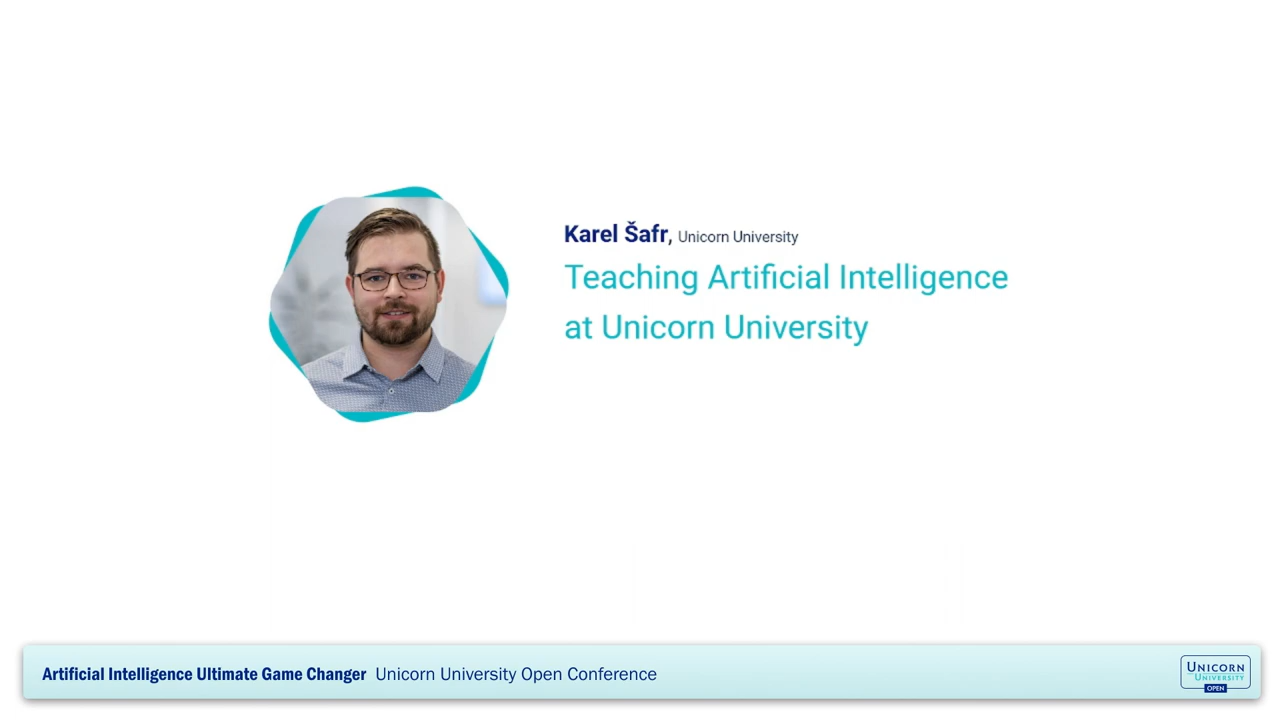 Karel Šafr, Unicorn University
Teaching Artificial Intelligence
at Unicorn University
Artificial Intelligence Ultimate Game Changer Unicorn University Open Conference
UNICORN
UNIVERSITY
OPEN